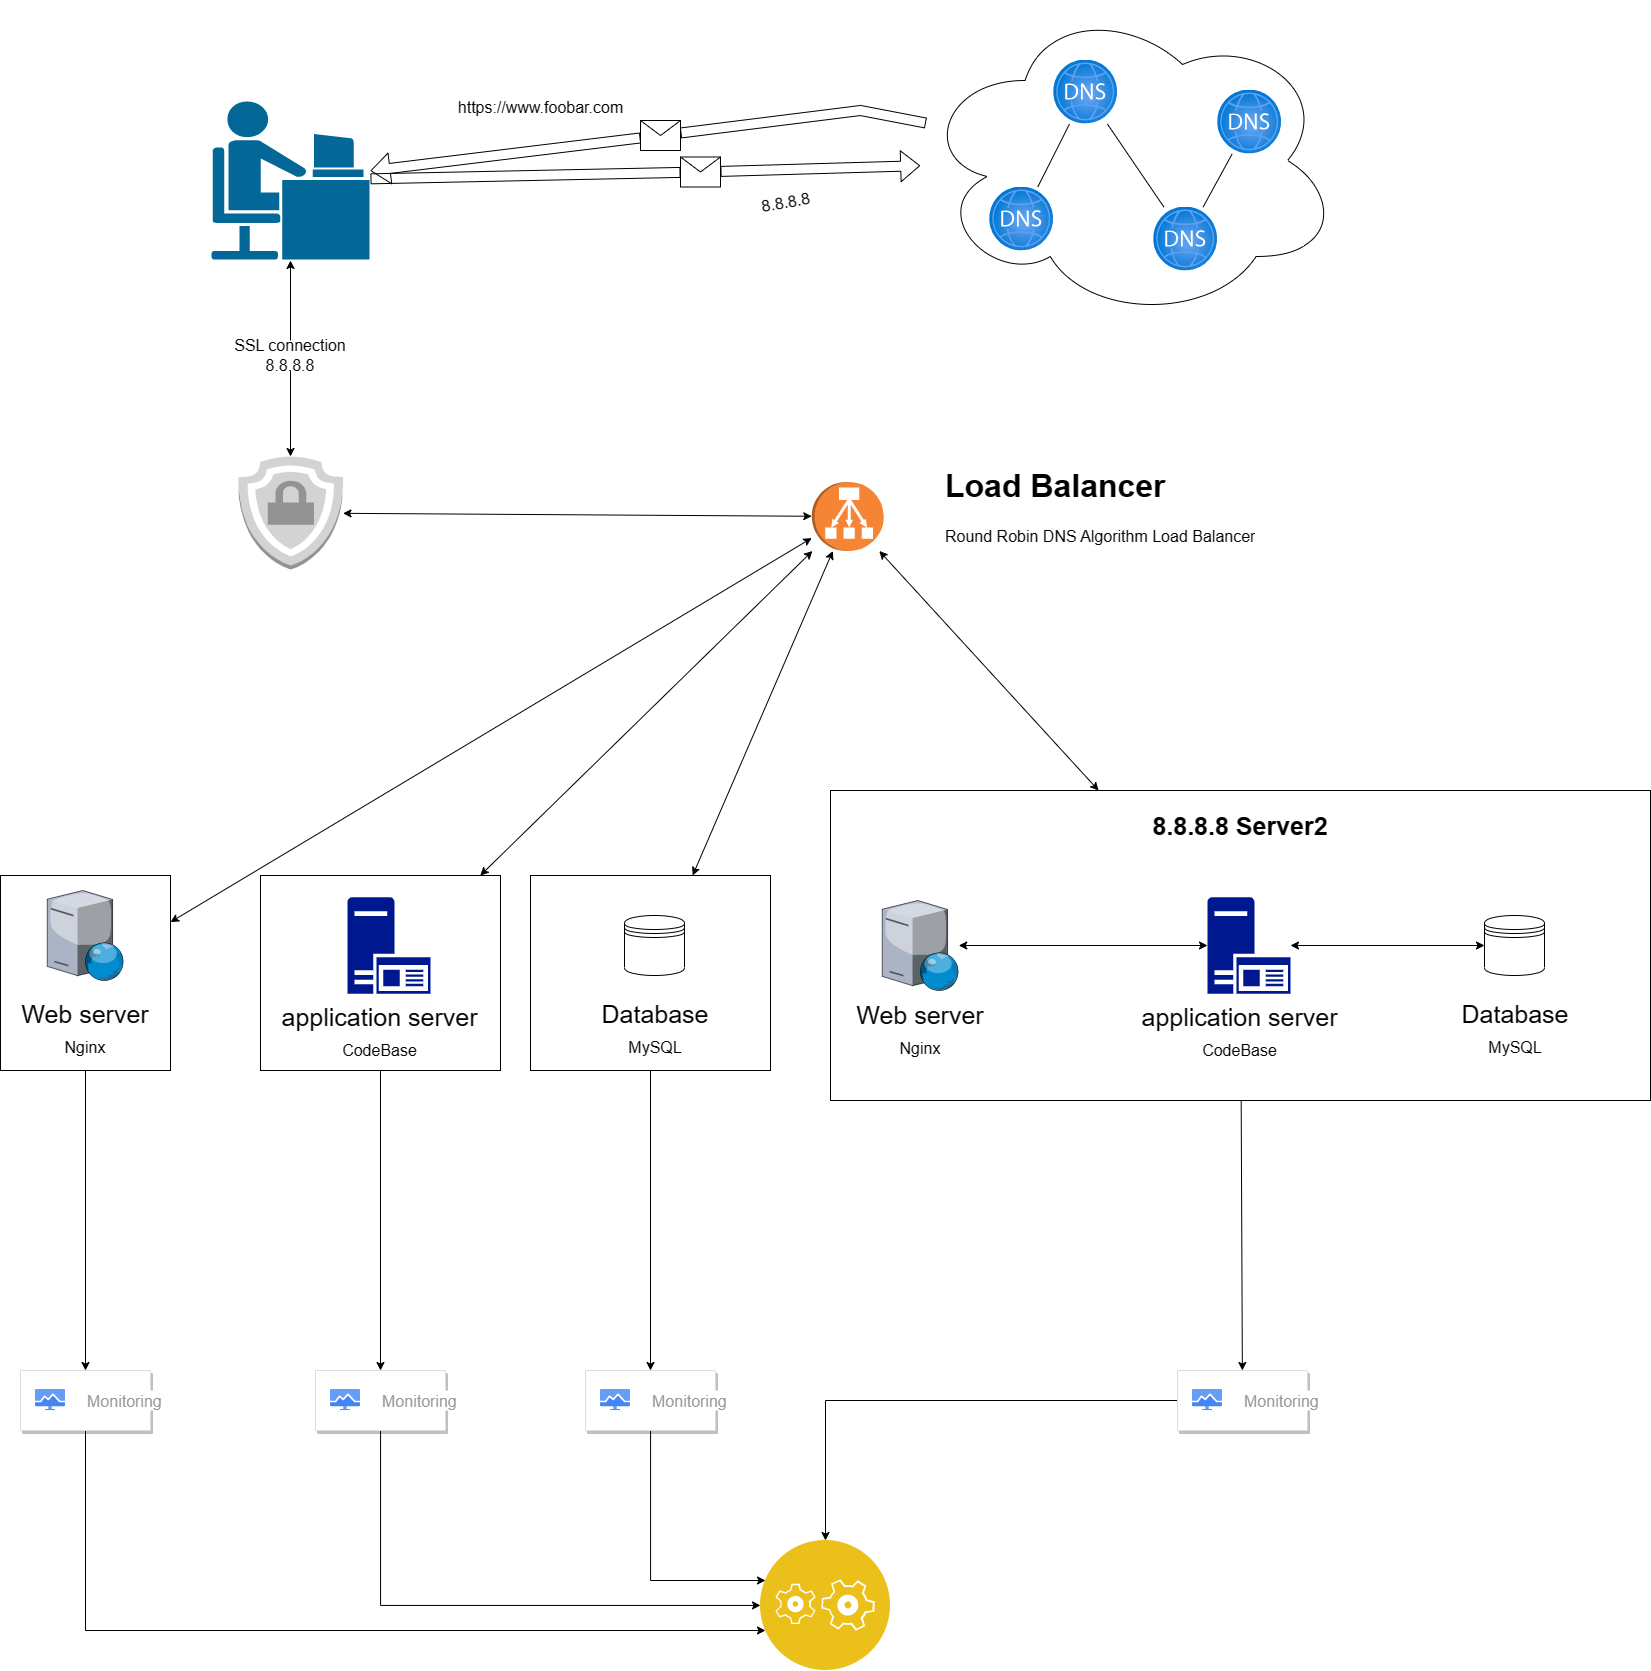 https://www.foobar.com
DNS
DNS
DNS
DNS
8.8.8.8
SSL connection
8.8.8.8
Load Balancer
Round Robin DNS Algorithm Load Balancer
8.8.8.8 Server2
Web server
Nginx
application server
CodeBase
Database
MySQL
Web server
Nginx
application server
CodeBase
Database
MySQL
Monitoring
Monitoring
Monitoring
Monitoring